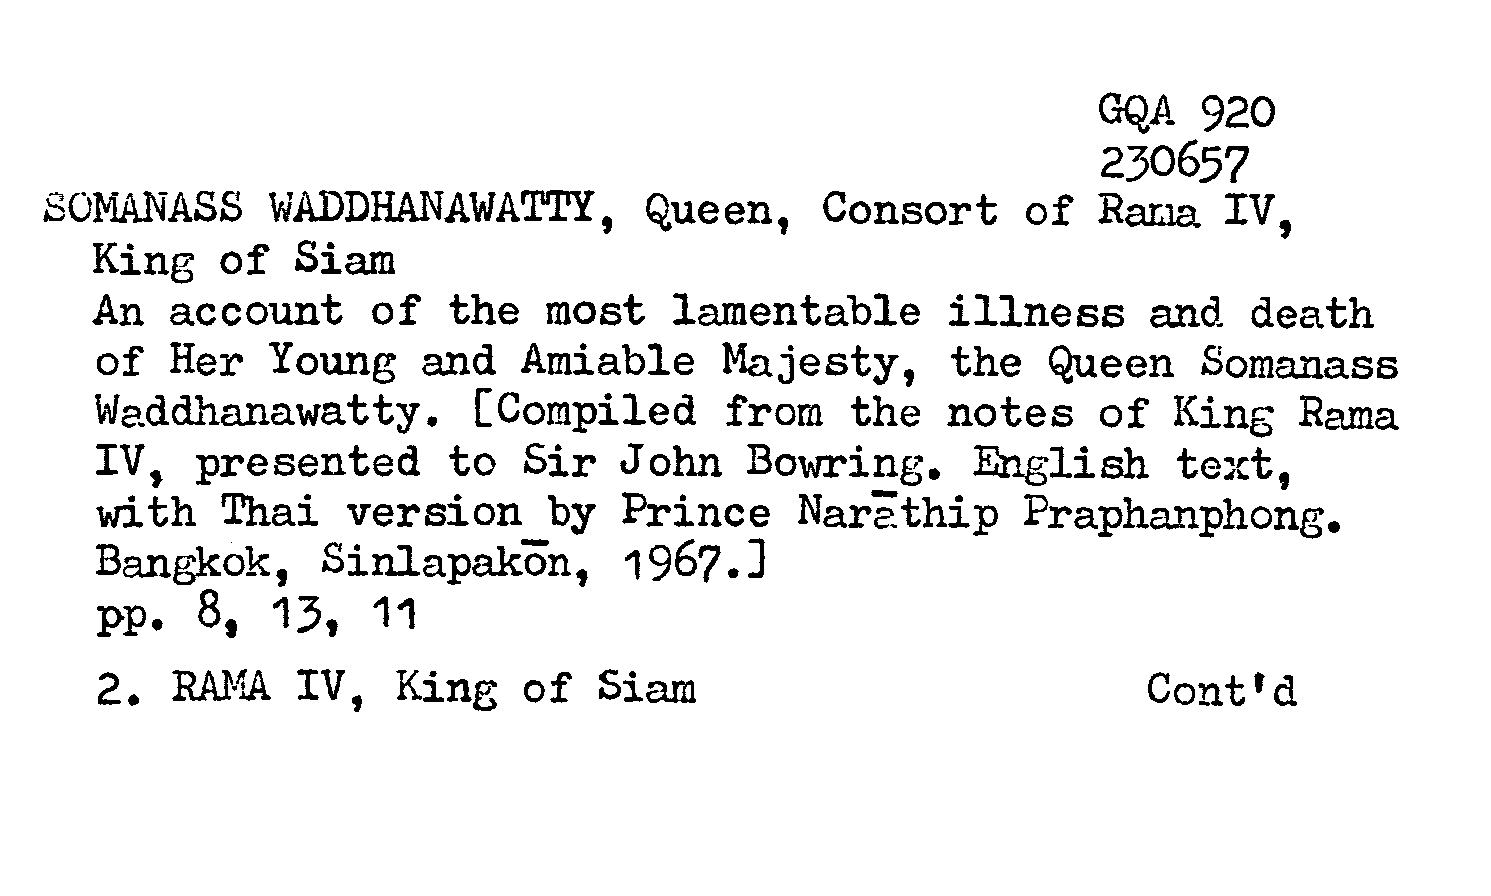 GQA 920
230657
SOMANASS WADDHANAWATTY, Queen, Consort of Rama IV,
King of Siam
An account of the most lamentable illness and death
of Her Young and Amiable Majesty, the Queen Somanass
Waddhanawatty. [Compiled from the notes of King Rama
IV, presented to Sir John Bowring. English text,
with Thai version by Prince Narāthip Praphanphong.
Bangkok, Sinlapakōn, 1967.]
pp. 8, 13, 11
2. RAMA IV, King of Siam Cont'd